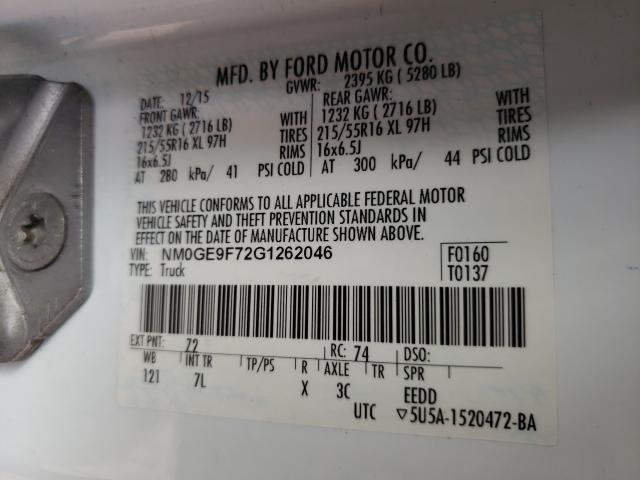 MFD. BY FORD MOTOR CO.
DATE: 12/15 GVWR: 2395 KG ( 5280 LB)
FRONT GAWR: REAR GAWR:
1232 KG ( 2716 LB) WITH 1232 KG ( 2716 LB) WITH
215/55R16 XL 97H TIRES 215/55R16 XL 97H TIRES
16x6.5J RIMS 16x6.5J RIMS
AT 280 kPa/ 41 PSI COLD AT 300 kPa/ 44 PSI COLD
THIS VEHICLE CONFORMS TO ALL APPLICABLE FEDERAL MOTOR
VEHICLE SAFETY AND THEFT PREVENTION STANDARDS IN
EFFECT ON THE DATE OF MANUFACTURE SHOWN ABOVE.
VIN: NM0GE9F72G1262046 F0160
TYPE: Truck T0137
EXT PNT: 72 RC: 74 DSO:
WB INT TR TP/PS R AXLE TR SPR
121 7L X 3C EEDD
UTC ▽5U5A-1520472-BA